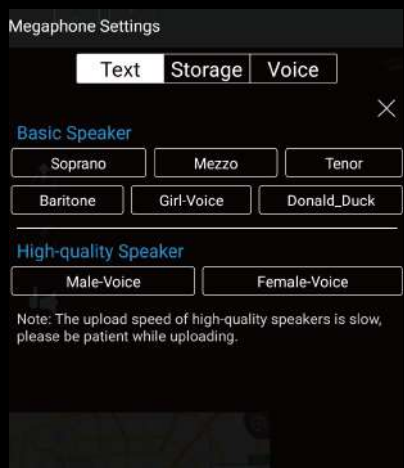 Megaphone Settings
Text Storage Voice
Basic Speaker
Soprano Mezzo Tenor
Baritone Girl-Voice Donald_Duck
High-quality Speaker
Male-Voice Female-Voice
Note: The upload speed of high-quality speakers is slow,
please be patient while uploading.